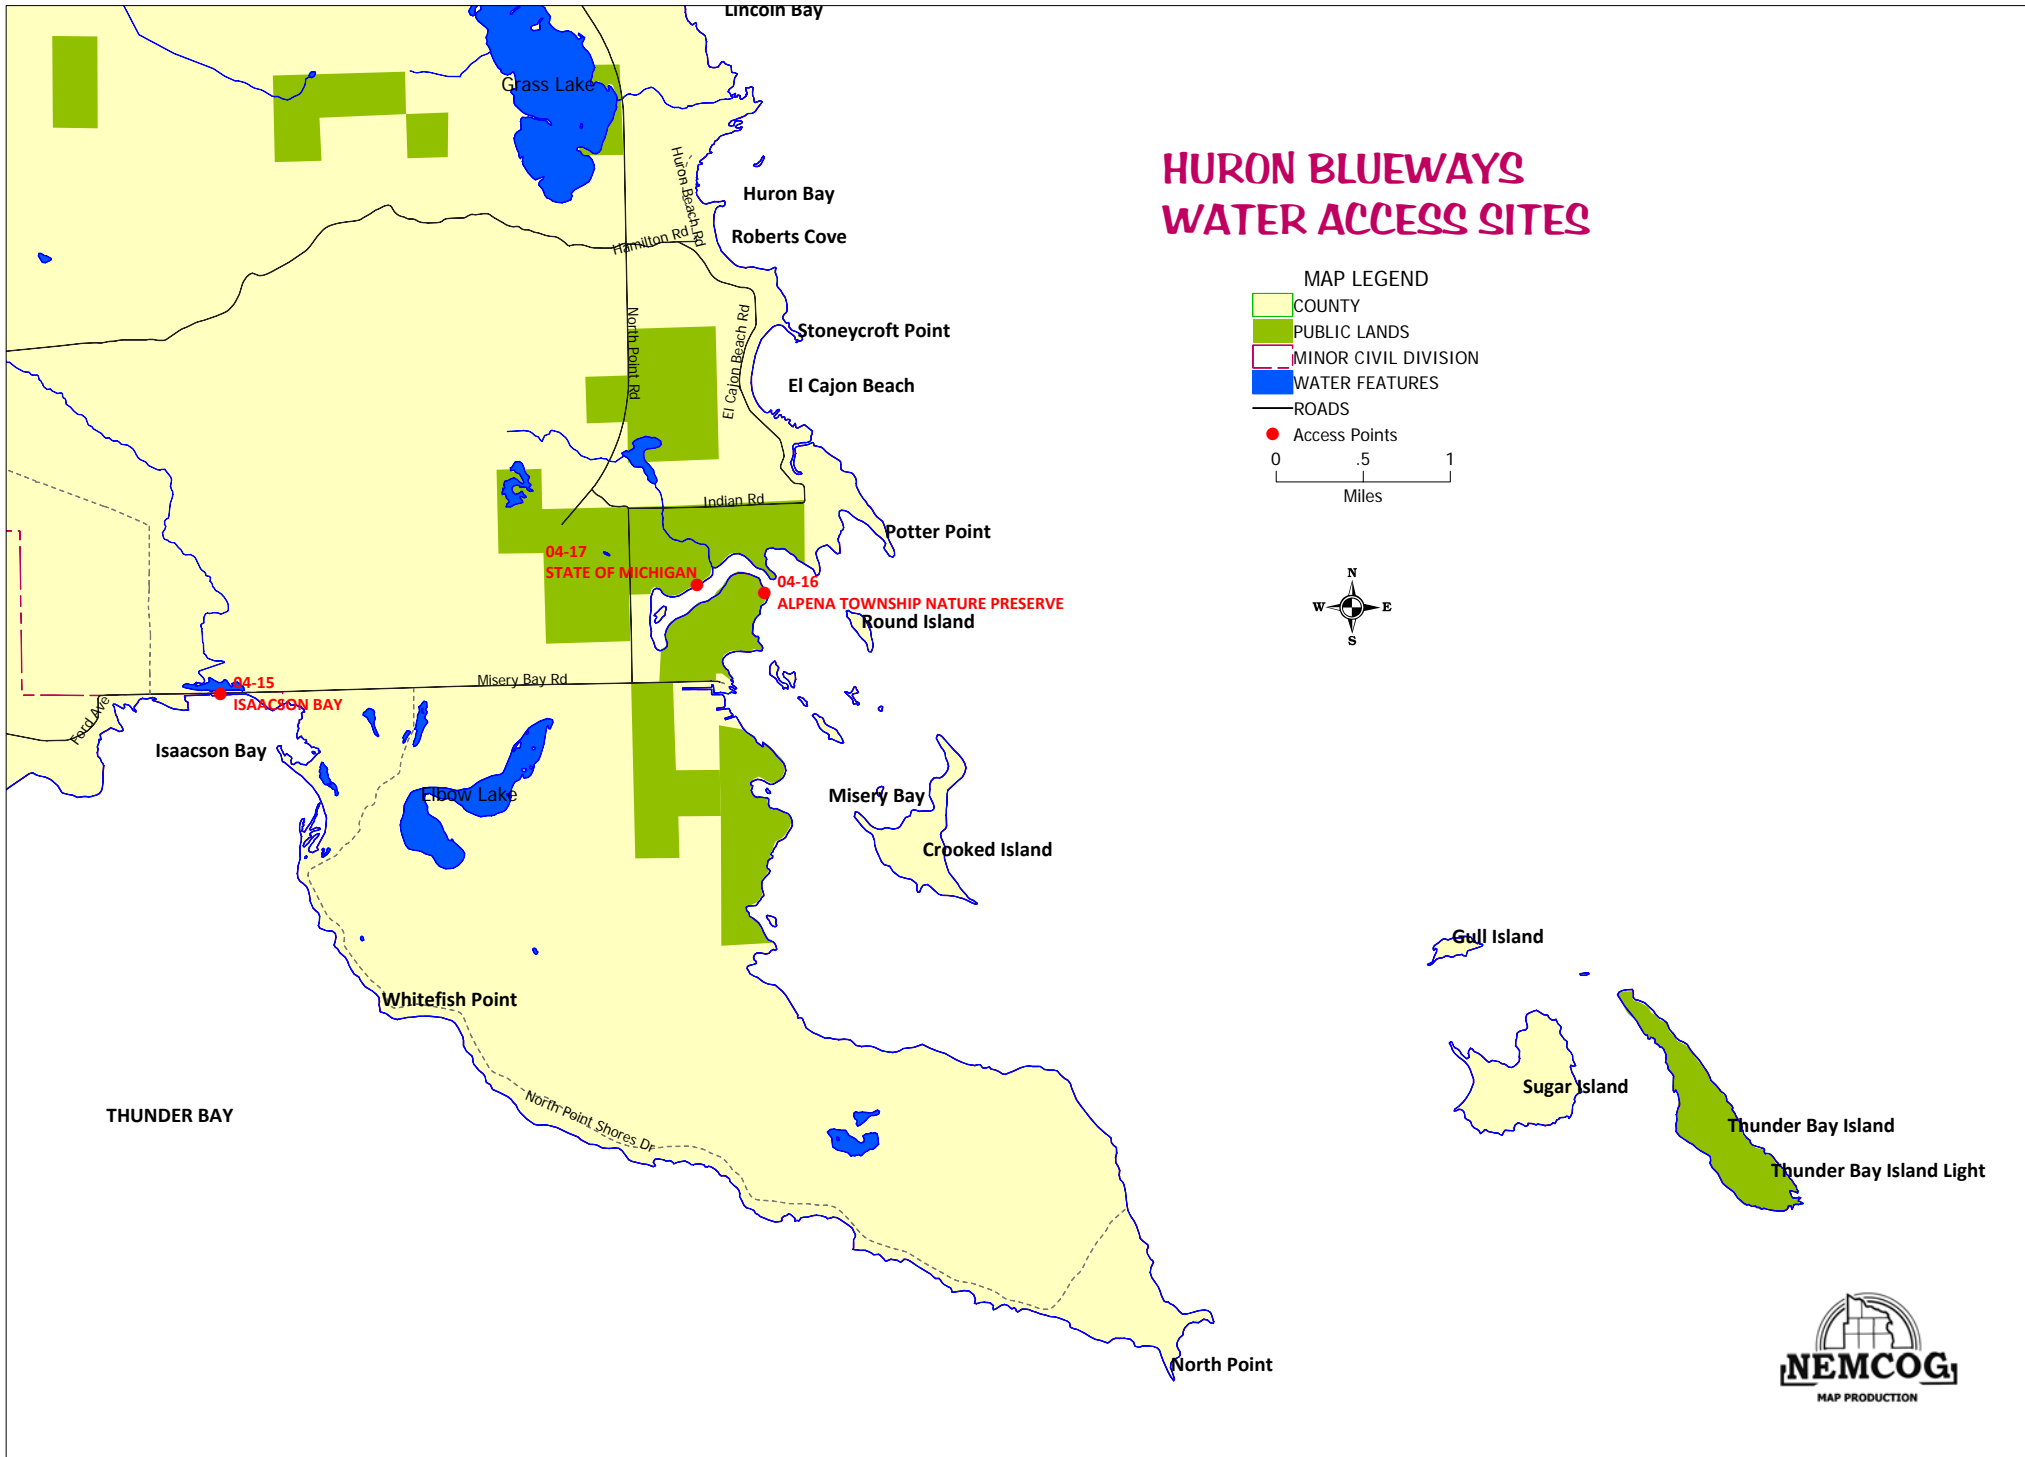 Lincoln Bay
Grass Lake
HURON BLUEWAYS
WATER ACCESS SITES
Huron Beach Rd
Huron Bay
Hamilton Rd
Roberts Cove
MAP LEGEND
COUNTY
PUBLIC LANDS
MINOR CIVIL DIVISION
WATER FEATURES
ROADS
Access Points
0 .5 1
Miles
North Point Rd
El Cajon Beach Rd
Stoneycroft Point
El Cajon Beach
Indian Rd
Potter Point
04-17
STATE OF MICHIGAN
04-16
ALPENA TOWNSHIP NATURE PRESERVE
Round Island
N
W E
S
Misery Bay Rd
04-15
ISAACSON BAY
Ford Ave
Isaacson Bay
Elbow Lake
Misery Bay
Crooked Island
Gull Island
Whitefish Point
Sugar Island
THUNDER BAY
North Point Shores Dr
Thunder Bay Island
Thunder Bay Island Light
North Point
NEMCOG
MAP PRODUCTION